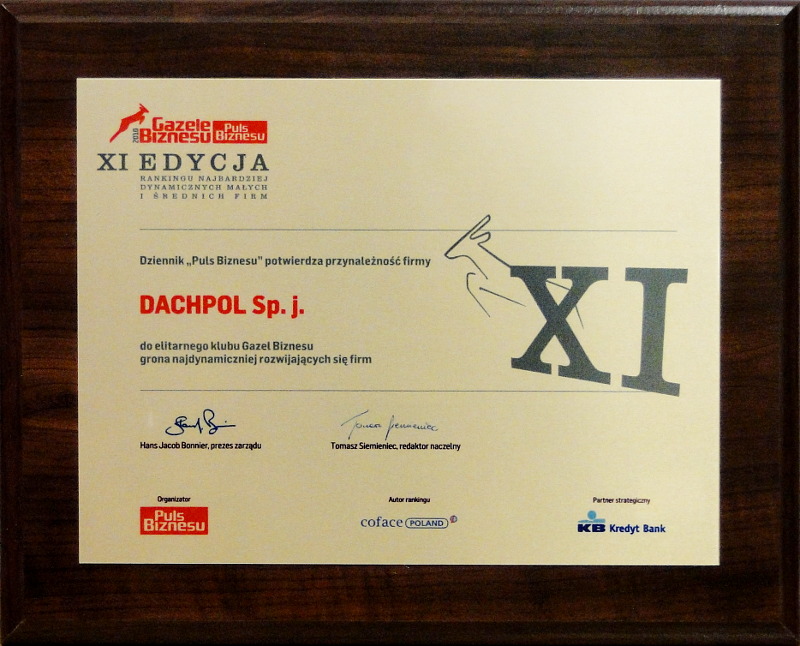 2010
Gazele
Biznesu
Puls
Biznesu
XI EDYCJA
RANKINGU NAJBARDZIEJ
DYNAMICZNYCH MAŁYCH
I ŚREDNICH FIRM
Dziennik „Puls Biznesu” potwierdza przynależność firmy
DACHPOL Sp. j.
do elitarnego klubu Gazel Biznesu
grona najdynamiczniej rozwijających się firm
XI
Hans Jacob Bonnier, prezes zarządu
Tomasz Siemieniec
Tomasz Siemieniec, redaktor naczelny
Organizator
Puls
Biznesu
Autor rankingu
coface POLAND
Partner strategiczny
KB Kredyt Bank